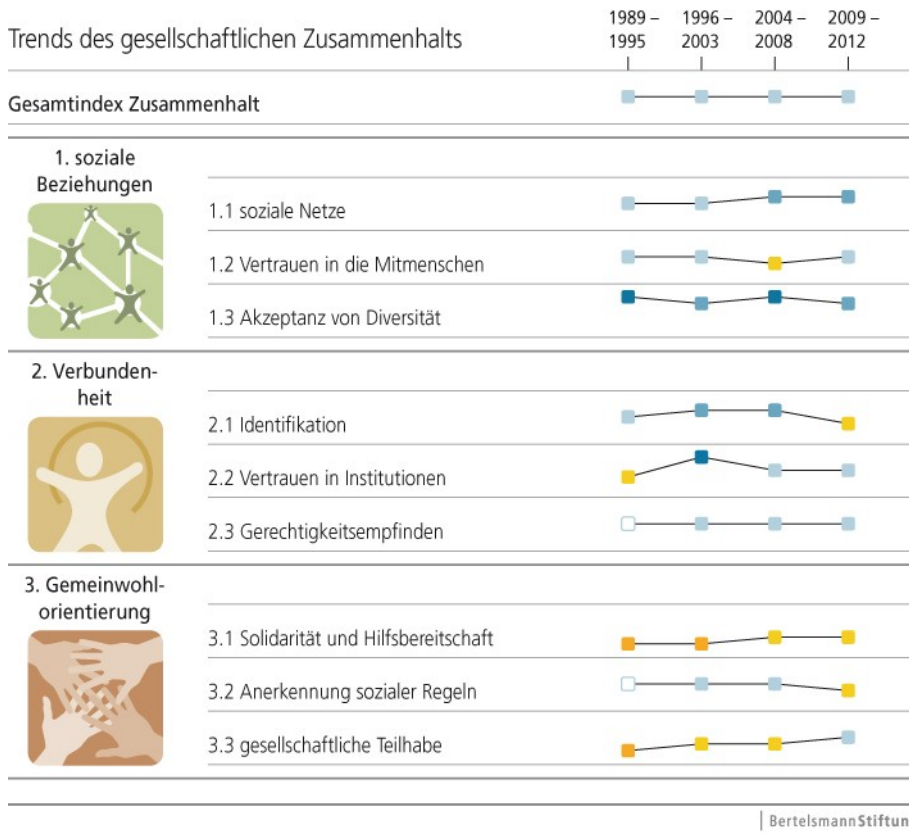 Trends des gesellschaftlichen Zusammenhalts
1989 – 1996 – 2004 – 2009 –
1995 2003 2008 2012
Gesamtindex Zusammenhalt
1. soziale
Beziehungen
1.1 soziale Netze
1.2 Vertrauen in die Mitmenschen
1.3 Akzeptanz von Diversität
2. Verbunden-
heit
2.1 Identifikation
2.2 Vertrauen in Institutionen
2.3 Gerechtigkeitsempfinden
3. Gemeinwohl-
orientierung
3.1 Solidarität und Hilfsbereitschaft
3.2 Anerkennung sozialer Regeln
3.3 gesellschaftliche Teilhabe
BertelsmannStiftun